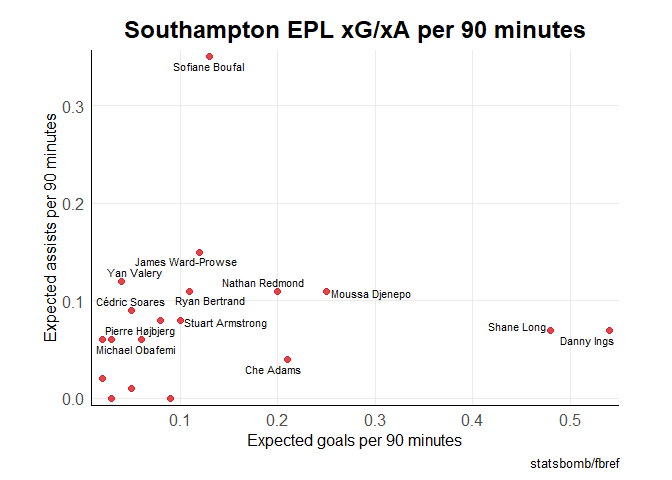 Southampton EPL xG/xA per 90 minutes
Expected assists per 90 minutes
0.3
0.2
0.1
0.0
Sofiane Boufal
James Ward-Prowse
Yan Valery
Nathan Redmond
Moussa Djenepo
Cédric Soares
Ryan Bertrand
Stuart Armstrong
Pierre Højbjerg
Shane Long
Danny Ings
Michael Obafemi
Che Adams
0.1
0.2
0.3
0.4
0.5
Expected goals per 90 minutes
statsbomb/fbref